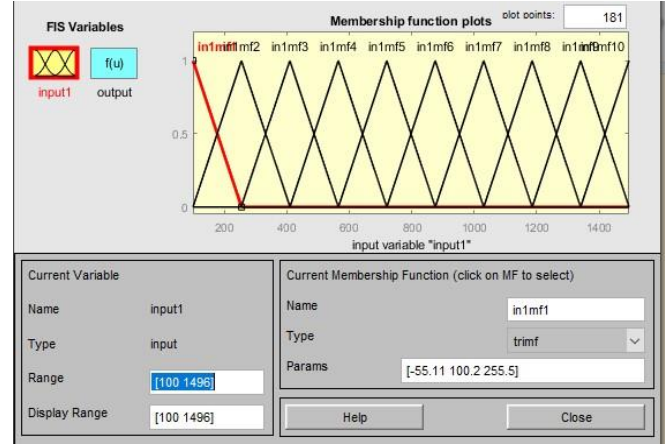 FIS Variables
Membership function plots
plot points:
181
f(u)
input1
output
in1mf1
in1mf2
in1mf3
in1mf4
in1mf5
in1mf6
in1mf7
in1mf8
in1mf9
in1mf10
1
0.5
0
200
400
600
800
1000
1200
1400
input variable "input1"
Current Variable
Name
input1
Type
input
Range
[100 1496]
Display Range
[100 1496]
Current Membership Function (click on MF to select)
Name
in1mf1
Type
trimf
Params
[-55.11 100.2 255.5]
Help
Close